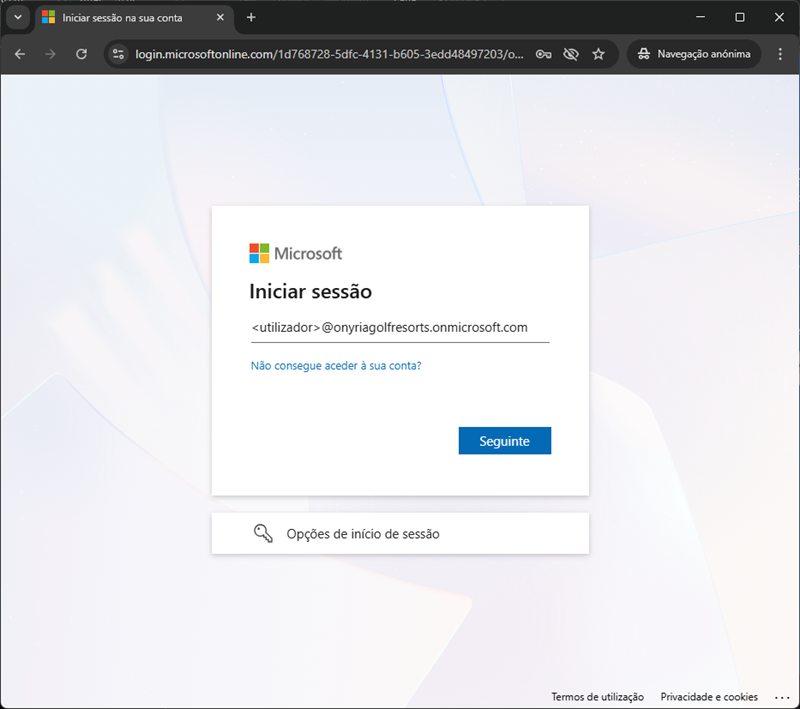 Iniciar sessão na sua conta
login.microsoftonline.com/1d768728-5dfc-4131-b605-3edd48497203/o...
Navegação anónima
Microsoft
Iniciar sessão
<utilizador>@onyriagolfresorts.onmicrosoft.com
Não consegue aceder à sua conta?
Seguinte
Opções de início de sessão
Termos de utilização
Privacidade e cookies
...